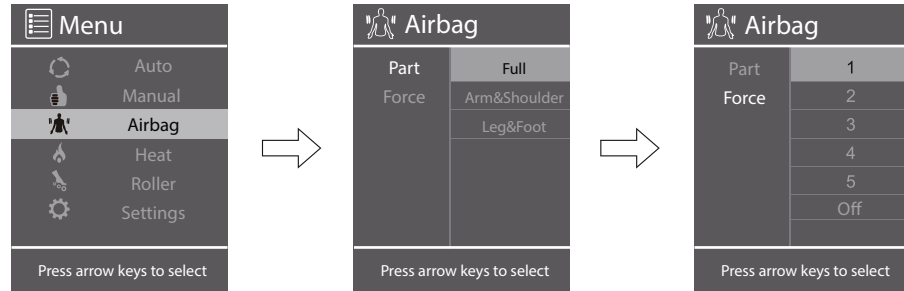 Menu
Auto
Manual
Airbag
Heat
Roller
Settings
Press arrow keys to select
Airbag
Part
Full
Force
Arm&Shoulder
Leg&Foot
Press arrow keys to select
Airbag
Part
1
Force
2
3
4
5
Off
Press arrow keys to select